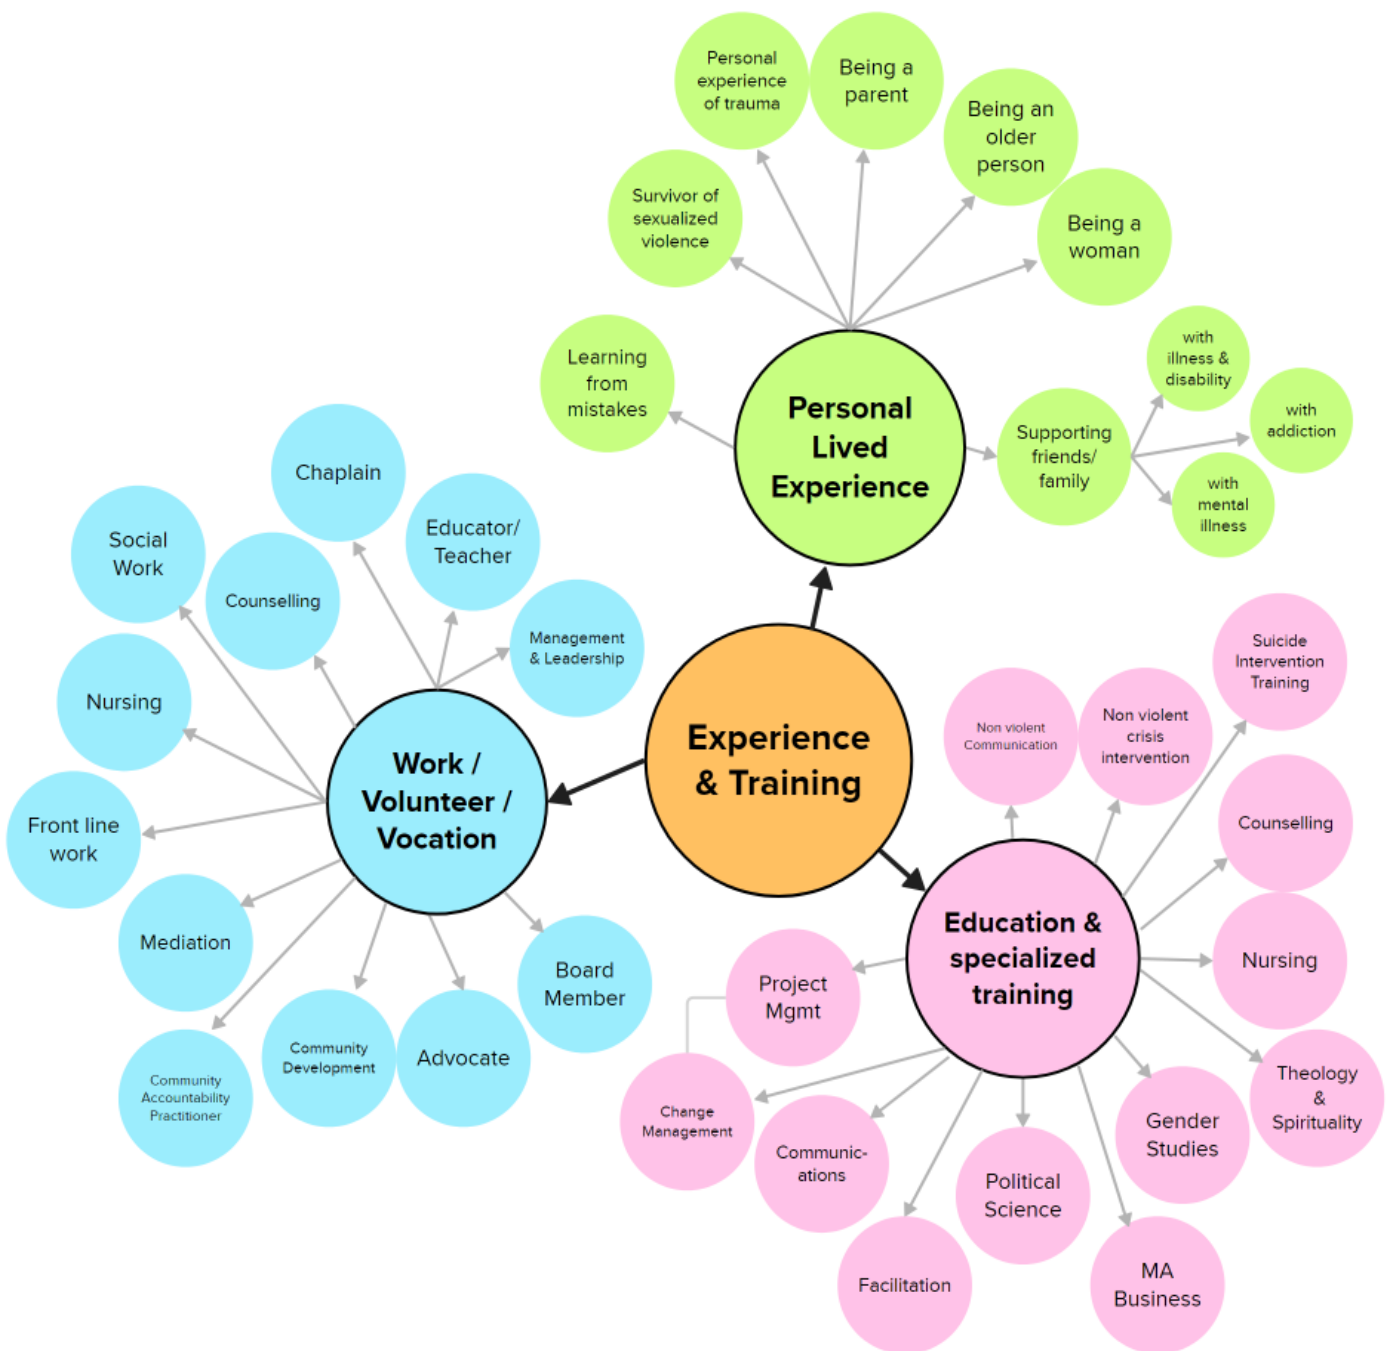 Personal
experience
of trauma
Being a
parent
Being an
older
person
Being a
woman
Survivor of
sexualized
violence
Learning
from
mistakes
Personal
Lived
Experience
Supporting
friends/
family
with
illness &
disability
with
addiction
with
mental
illness
Chaplain
Educator/
Teacher
Management
& Leadership
Social
Work
Counselling
Nursing
Front line
work
Mediation
Community
Accountability
Practitioner
Community
Development
Advocate
Board
Member
Work /
Volunteer /
Vocation
Experience
& Training
Education &
specialized
training
Non violent
Communication
Non violent
crisis
intervention
Suicide
Intervention
Training
Counselling
Nursing
Theology
&
Spirituality
Gender
Studies
MA
Business
Political
Science
Facilitation
Communic-
ations
Change
Management
Project
Mgmt